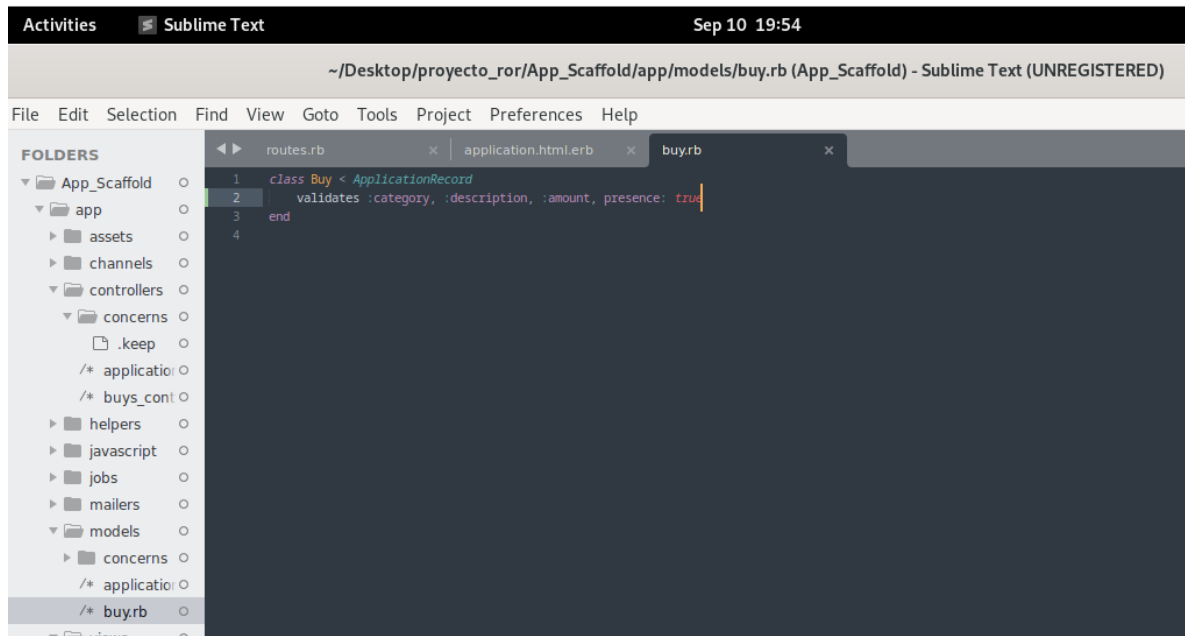 Activities Sublime Text Sep 10 19:54
~/Desktop/proyecto_ror/App_Scaffold/app/models/buy.rb (App_Scaffold) - Sublime Text (UNREGISTERED)
File Edit Selection Find View Goto Tools Project Preferences Help
FOLDERS
App_Scaffold
app
assets
channels
controllers
concerns
.keep
/* applicatio
/* buys_cont
helpers
javascript
jobs
mailers
models
concerns
/* applicatio
/* buy.rb
routes.rb × application.html.erb × buy.rb ×
1 class Buy < ApplicationRecord
2 validates :category, :description, :amount, presence: true
3 end
4